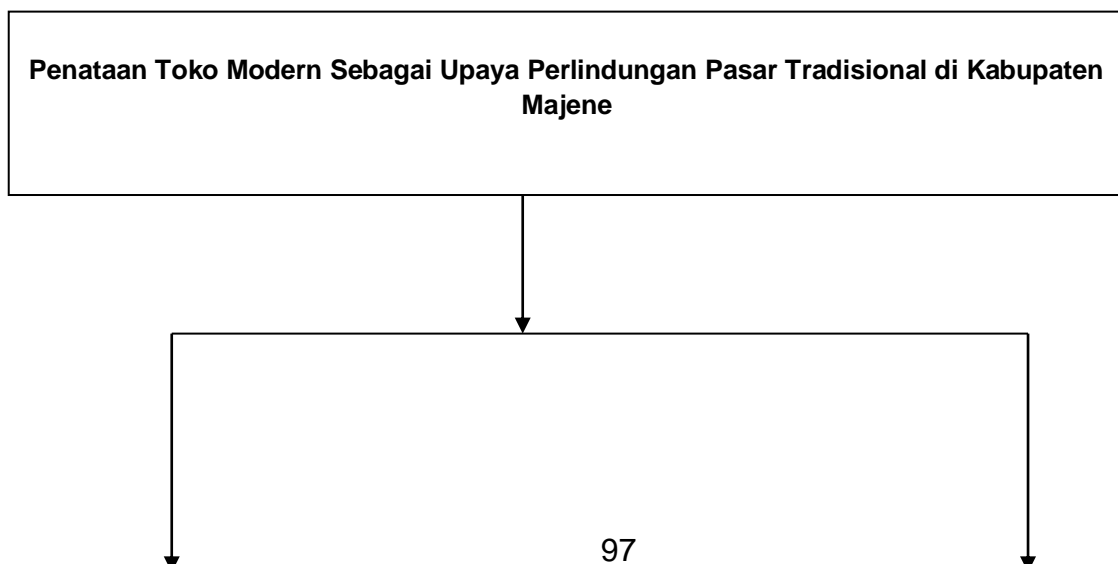 Penataan Toko Modern Sebagai Upaya Perlindungan Pasar Tradisional di Kabupaten
Majene
97